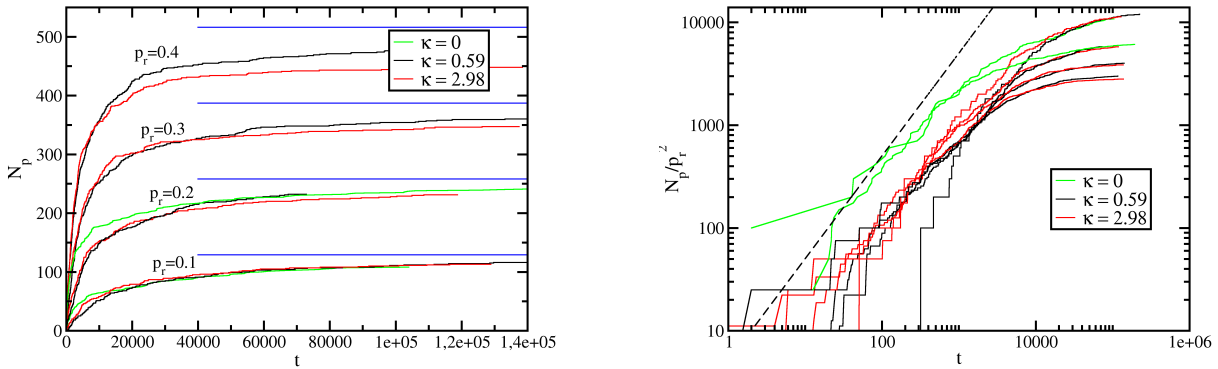 500
400
300
200
100
0
N_p
p_r=0.4
p_r=0.3
p_r=0.2
p_r=0.1
κ = 0
κ = 0.59
κ = 2.98
0 20000 40000 60000 80000 1e+05 1,2e+05 1,4e+05
t
10000
1000
100
10
N_p/p_r^2
κ = 0
κ = 0.59
κ = 2.98
1 100 10000 1e+06
t